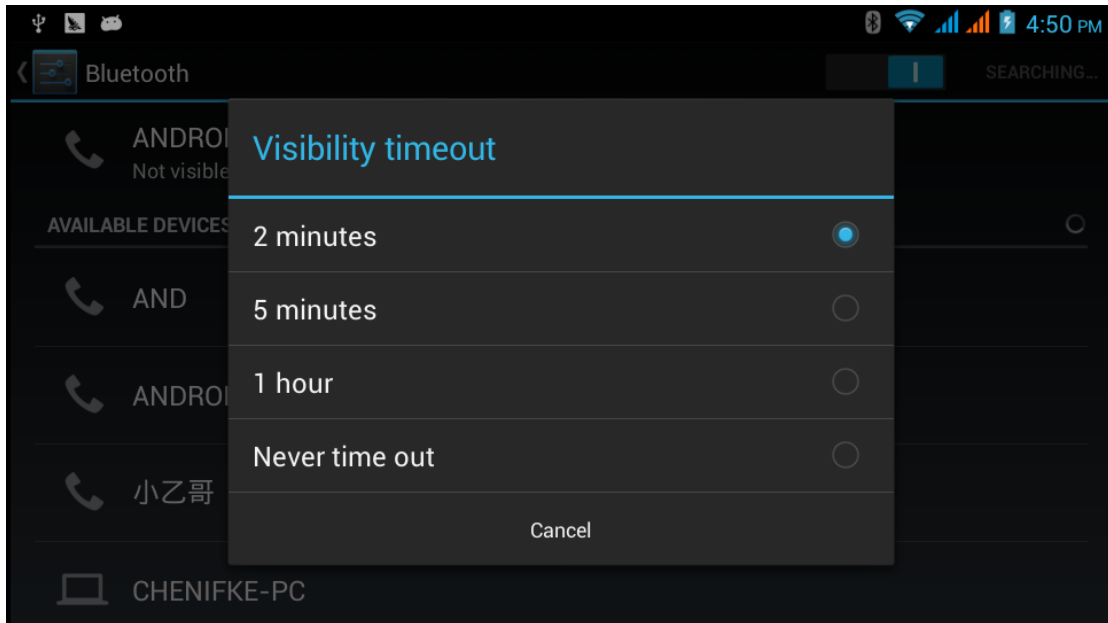 4:50 PM
Bluetooth
SEARCHING...
ANDROI
Not visible
Visibility timeout
AVAILABLE DEVICES
2 minutes
AND
5 minutes
ANDROI
1 hour
小乙哥
Never time out
Cancel
CHENIFKE-PC